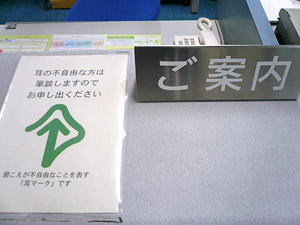 耳の不自由な方は
筆談しますので
お申し出ください
聞こえが不自由なことを表す
「耳マーク」です
ご案内